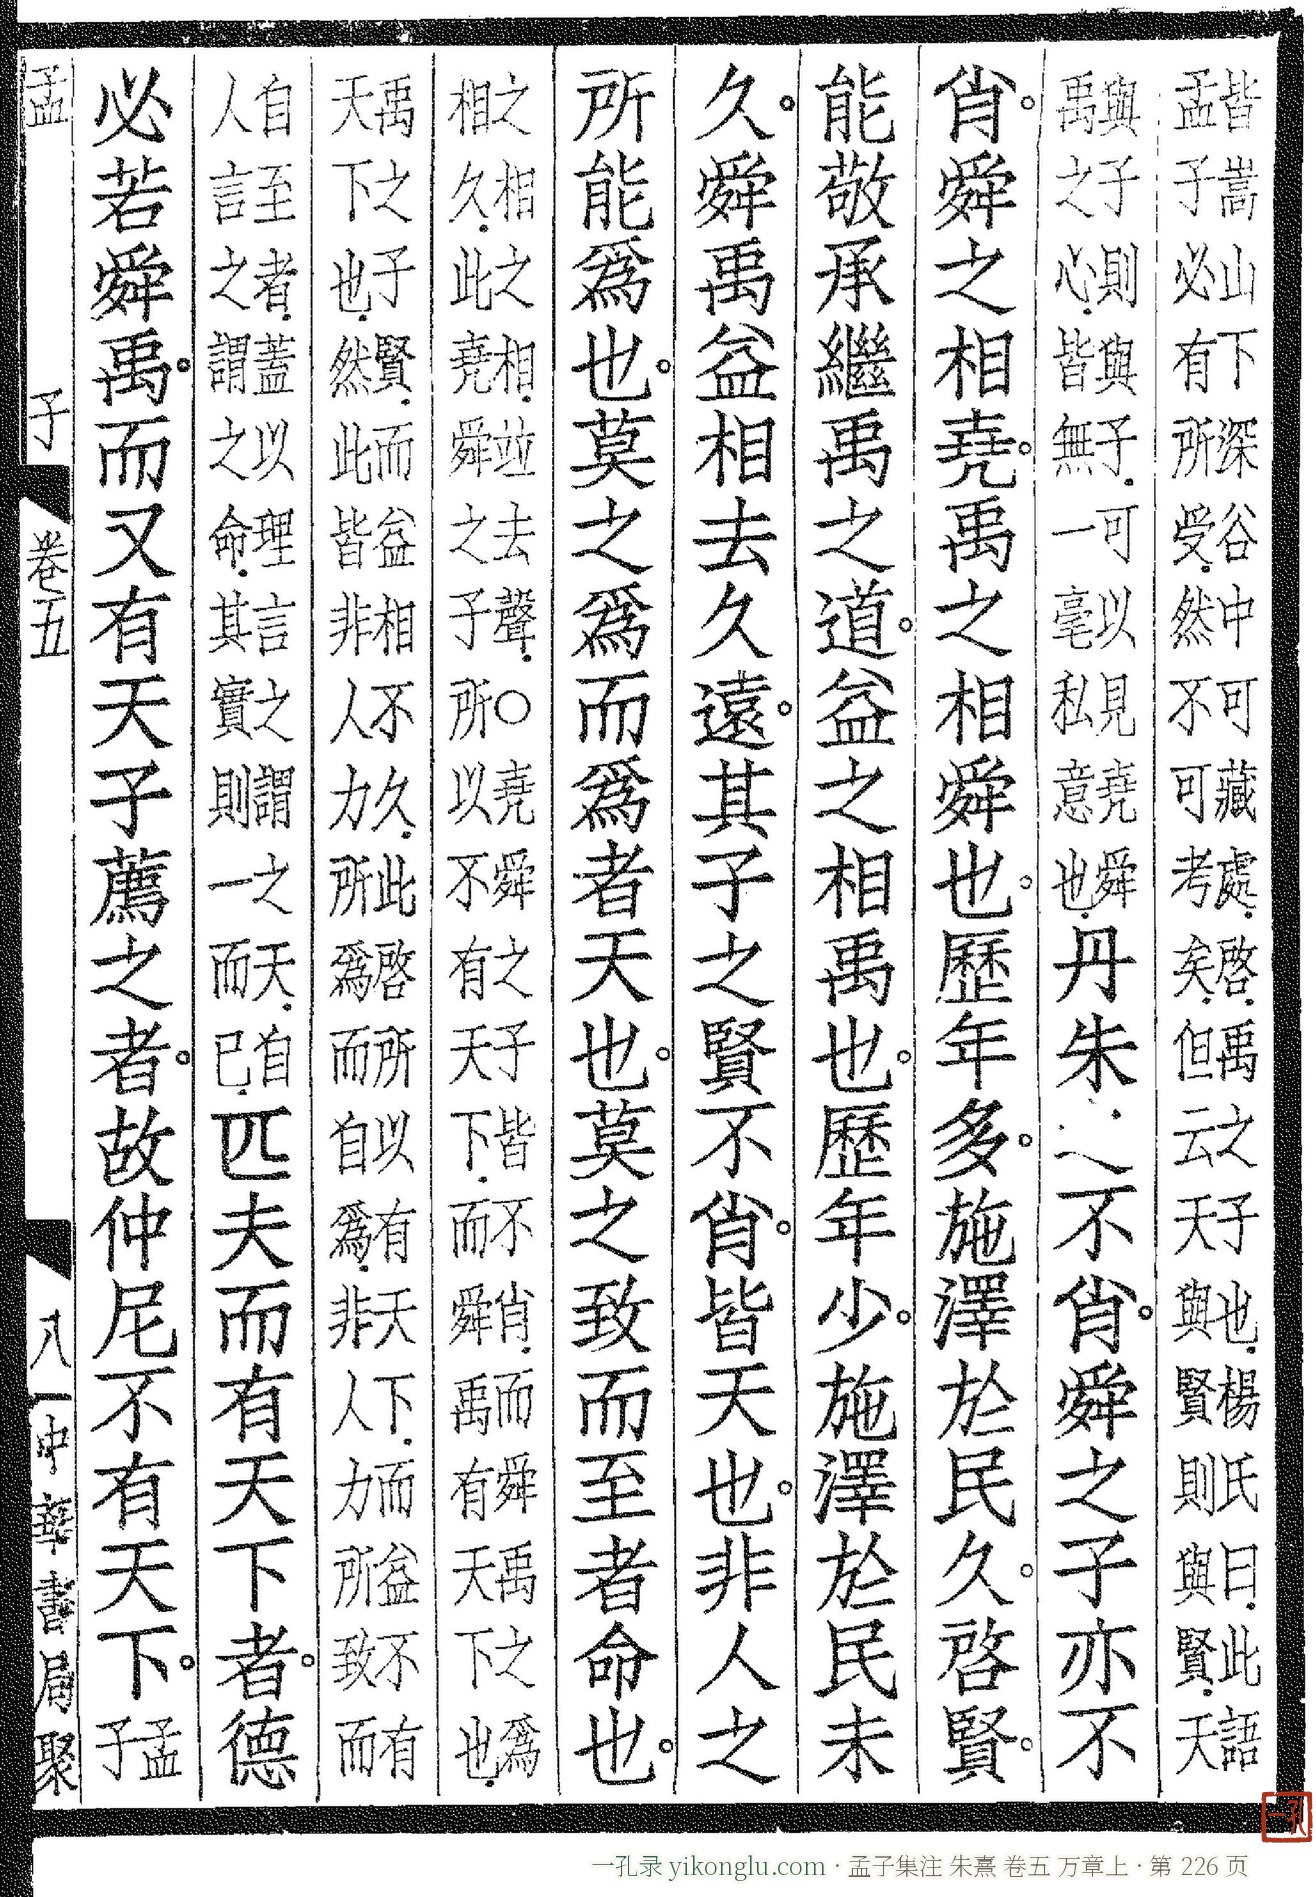 皆嵩山下深谷中可藏處啓禹之子也楊氏曰此語
孟子必有所受然不可考矣但云天與賢則與賢天
與子則與子可以見堯舜
禹之心皆無一毫私意也丹朱之不肖舜之子亦不
肖舜之相堯禹之相舜也歷年多施澤於民久啓賢
能敬承繼禹之道益之相禹也歷年少施澤於民未
久舜禹益相去久遠其子之賢不肖皆天也非人之
所能爲也莫之爲而爲者天也莫之致而至者命也
之相之相竝去聲○堯舜之子皆不肖而舜禹之爲
相久此堯舜之子所以不有天下而舜禹有天下也
禹之子賢而益相不久此啓所以有天下而益不有
天下也然此皆非人力所爲而自爲非人力所致而
自至者蓋以理言之謂之天自
人言之謂之命其實則一而已匹夫而有天下者德
必若舜禹而又有天子薦之者故仲尼不有天下孟
子
孟子 卷五 八一中華書局聚
一孔
一孔录 yikonglu.com · 孟子集注 朱熹 卷五 万章上 · 第 226 页